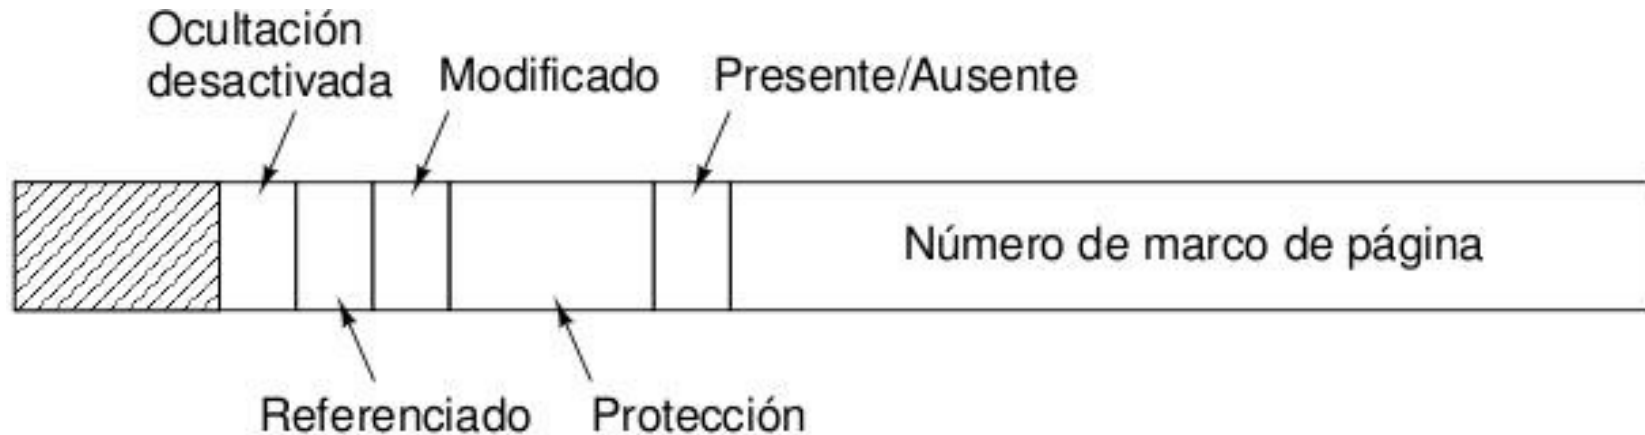 Ocultación
desactivada
Modificado
Presente/Ausente
Número de marco de página
Referenciado
Protección